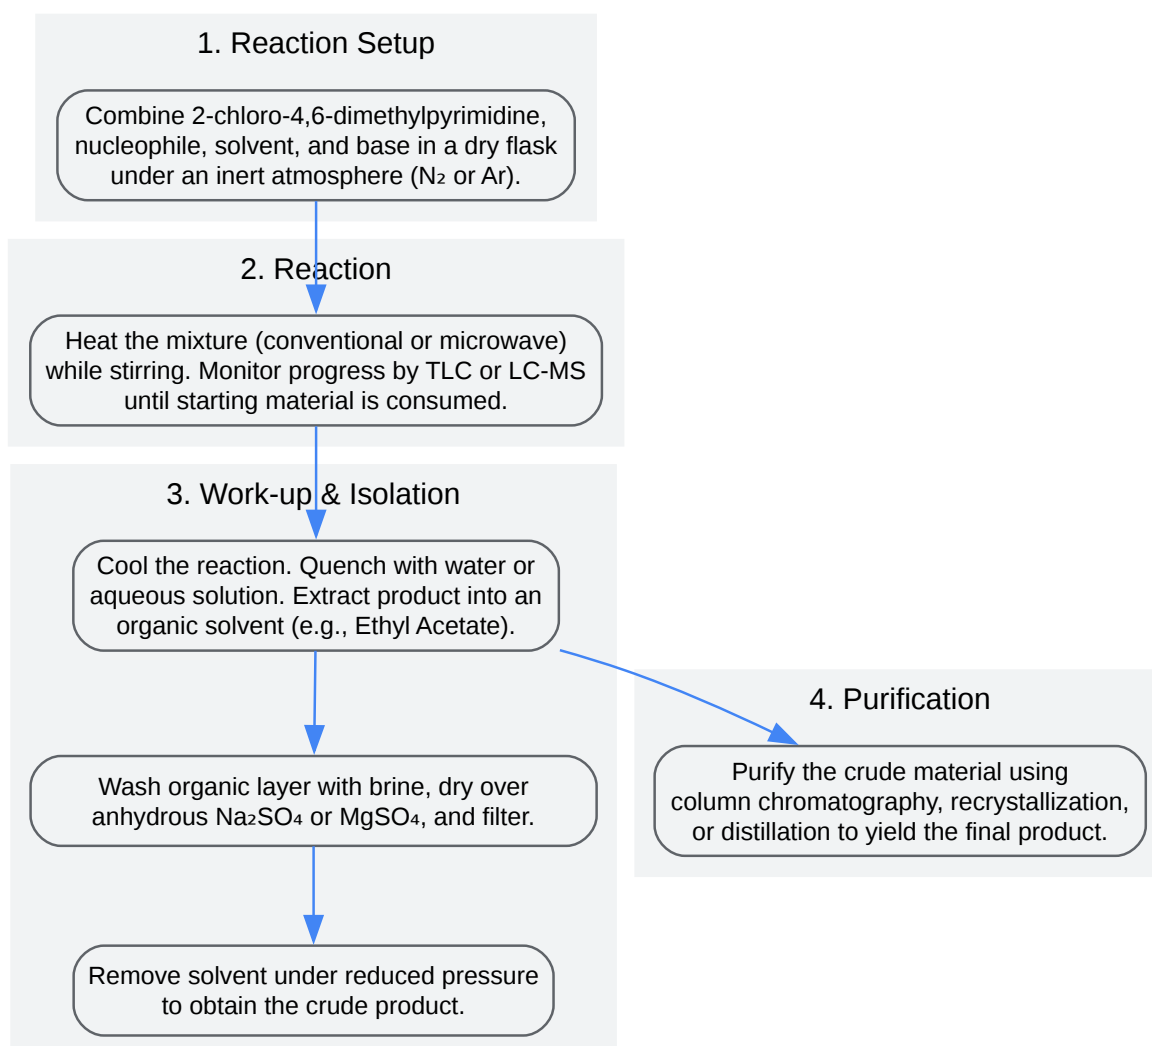 1. Reaction Setup
Combine 2-chloro-4,6-dimethylpyrimidine,
nucleophile, solvent, and base in a dry flask
under an inert atmosphere (N₂ or Ar).
2. Reaction
Heat the mixture (conventional or microwave)
while stirring. Monitor progress by TLC or LC-MS
until starting material is consumed.
3. Work-up & Isolation
Cool the reaction. Quench with water or
aqueous solution. Extract product into an
organic solvent (e.g., Ethyl Acetate).
Wash organic layer with brine, dry over
anhydrous Na₂SO₄ or MgSO₄, and filter.
Remove solvent under reduced pressure
to obtain the crude product.
4. Purification
Purify the crude material using
column chromatography, recrystallization,
or distillation to yield the final product.